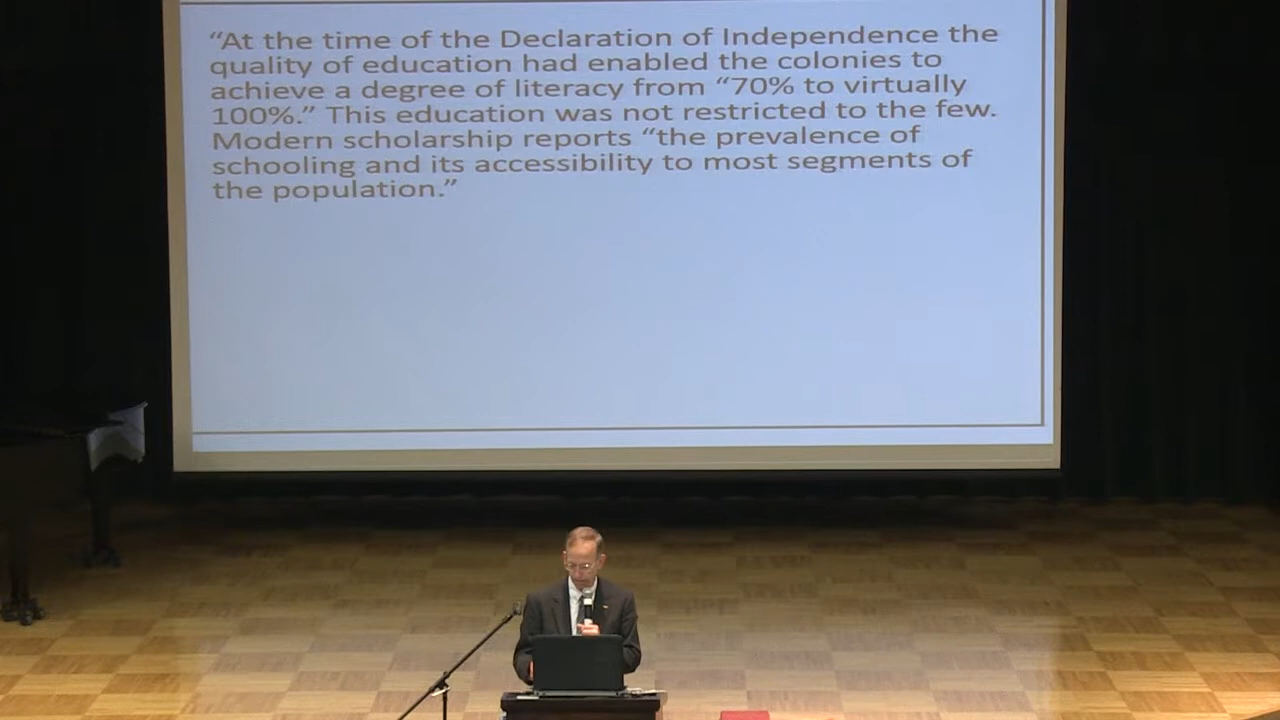 “At the time of the Declaration of Independence the
quality of education had enabled the colonies to
achieve a degree of literacy from “70% to virtually
100%.” This education was not restricted to the few.
Modern scholarship reports “the prevalence of
schooling and its accessibility to most segments of
the population.”